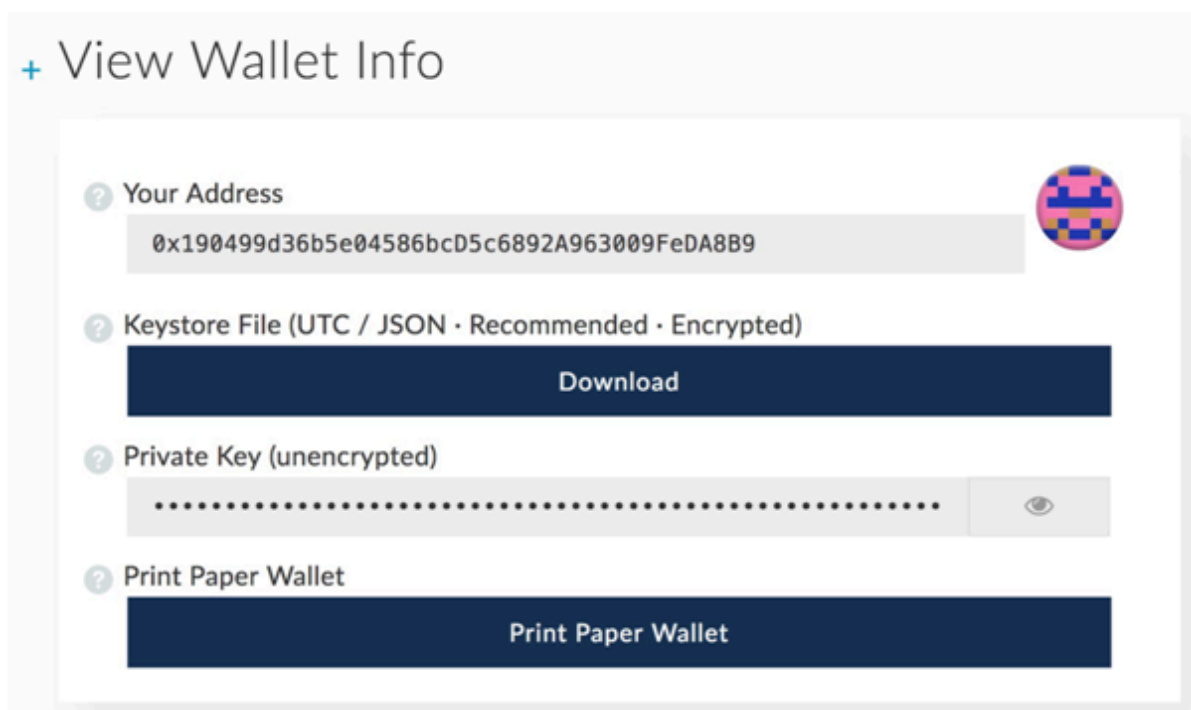 + View Wallet Info
? Your Address
0x190499d36b5e04586bcD5c6892A963009FeDA8B9
? Keystore File (UTC / JSON · Recommended · Encrypted)
Download
? Private Key (unencrypted)
•••••••••••••••••••••••••••••••••••••••••••••••••••••••
? Print Paper Wallet
Print Paper Wallet